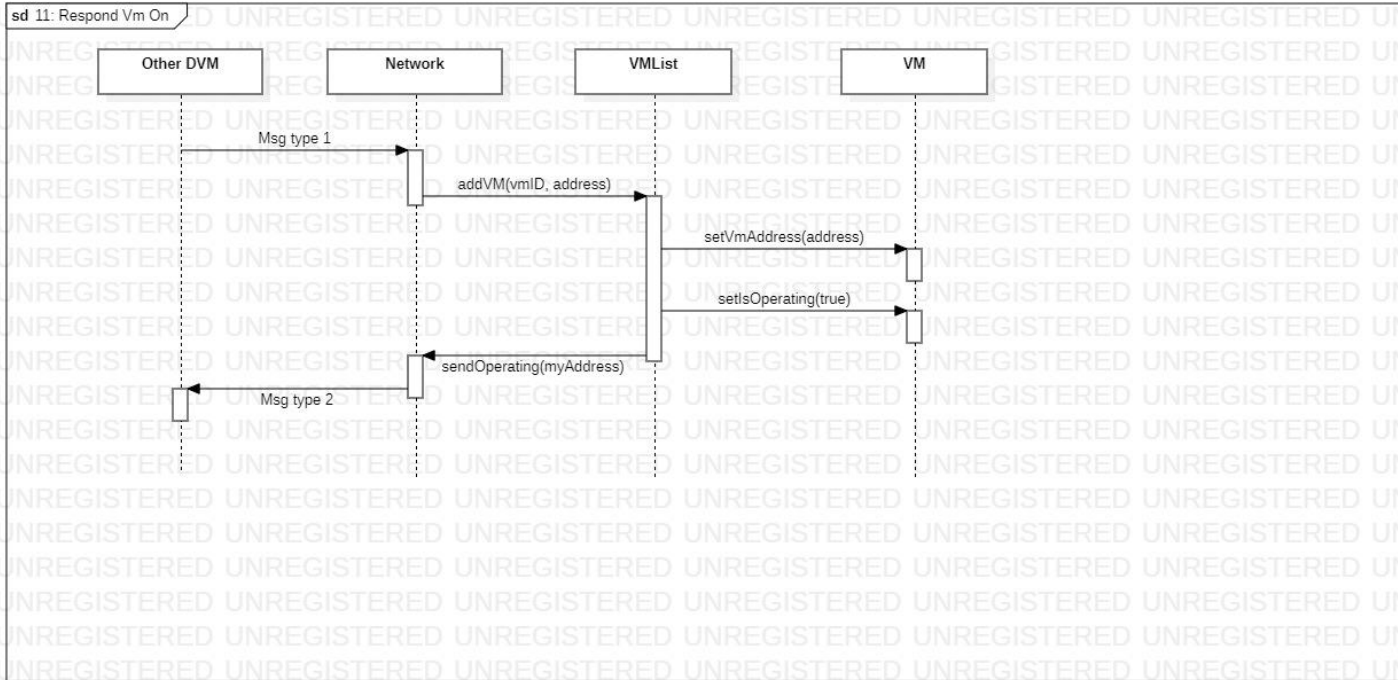 sd 11: Respond Vm On
Other DVM
Network
VMList
VM
Msg type 1
addVM(vmID, address)
setVmAddress(address)
setIsOperating(true)
sendOperating(myAddress)
Msg type 2
UNREGISTERED UNREGISTERED UNREGISTERED UNREGISTERED UNREGISTERED UNREGISTERED